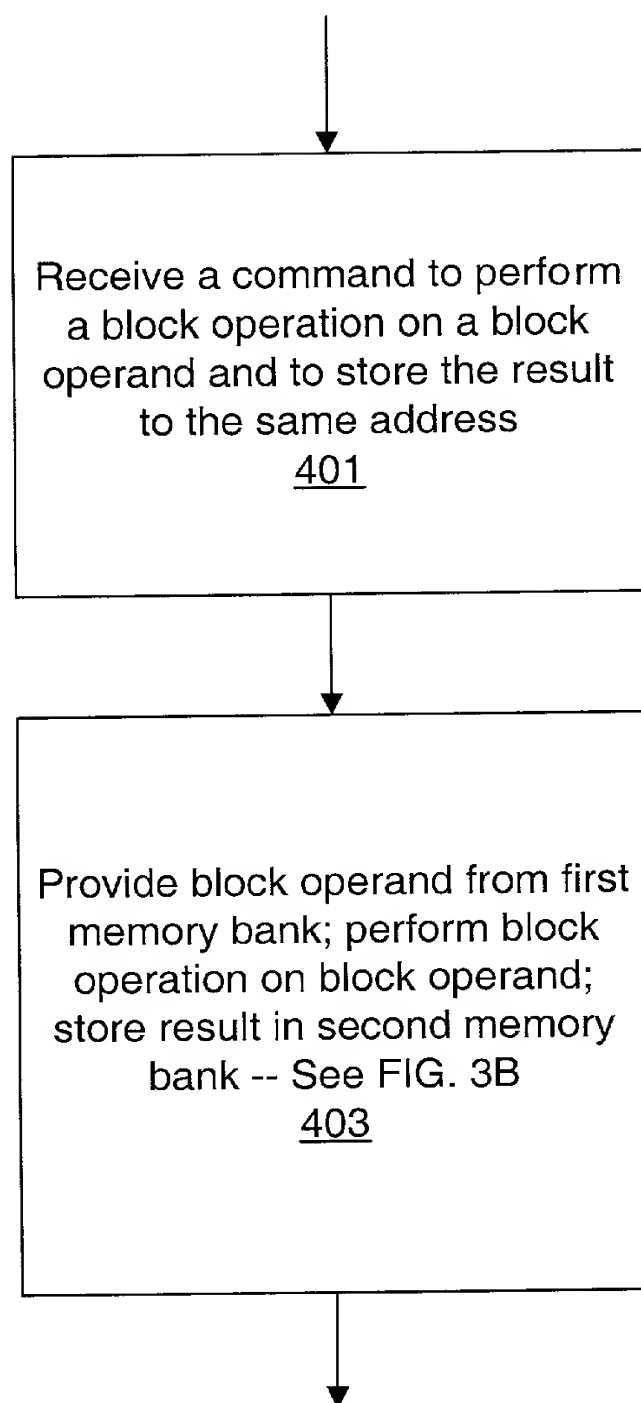 Receive a command to perform
a block operation on a block
operand and to store the result
to the same address
401
Provide block operand from first
memory bank; perform block
operation on block operand;
store result in second memory
bank -- See FIG. 3B
403